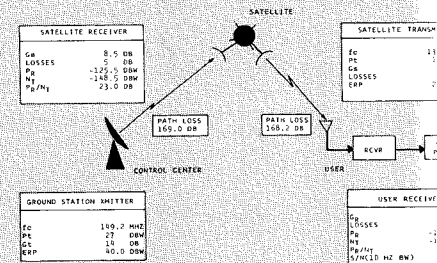 SATELLITE
SATELLITE RECEIVER
Gs 8.5 DB
LOSSES 5 DB
PR -125.5 DBW
NT -148.5 DBW
PR/NT 23.0 DB
SATELLITE
fc
Pt
Gs
LOSSES
ERP
PATH LOSS
169.0 DB
PATH LOSS
168.2 DB
RCVR
CONTROL CENTER
USER
GROUND STATION XMITTER
fc 149.2 MHZ
Pt 27 DBW
Gt 14 DB
ERP 40.0 DBW
USER
GR
LOSSES
PR
NT
PR/NT
S/N(10 HZ BW)